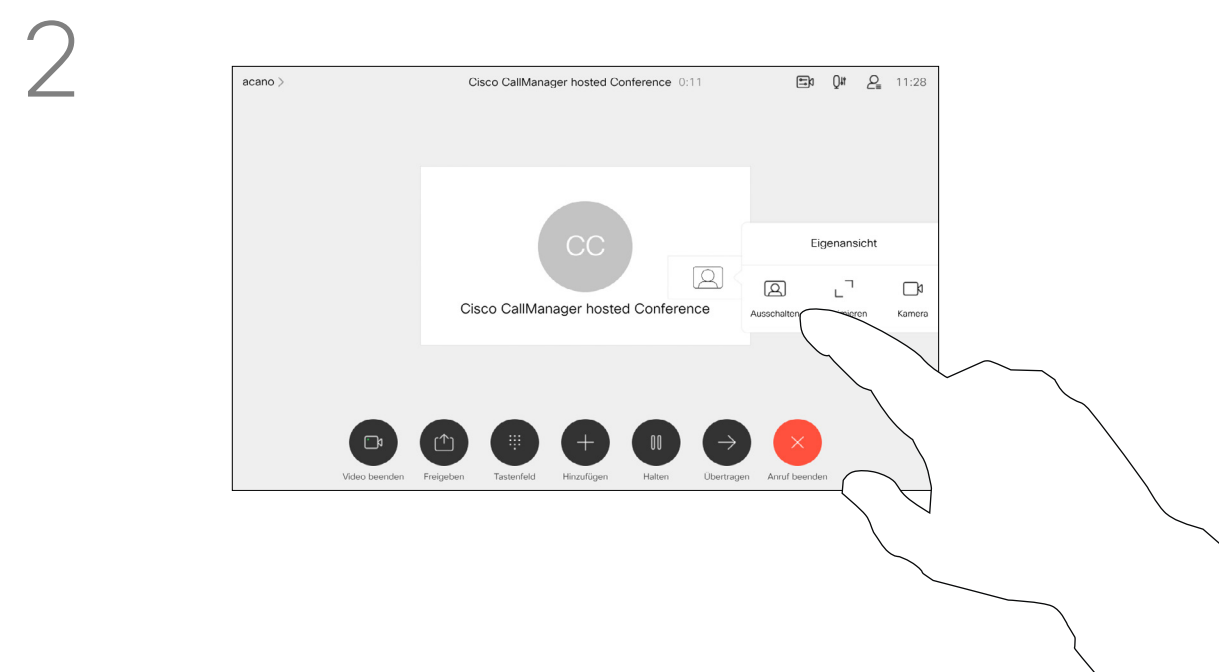 2
acano >
Cisco CallManager hosted Conference 0:11
11:28
CC
Cisco CallManager hosted Conference
Eigenansicht
Ausschalten
Kamera
Video beenden
Freigeben
Tastenfeld
Hinzufügen
Halten
Übertragen
Anruf beenden